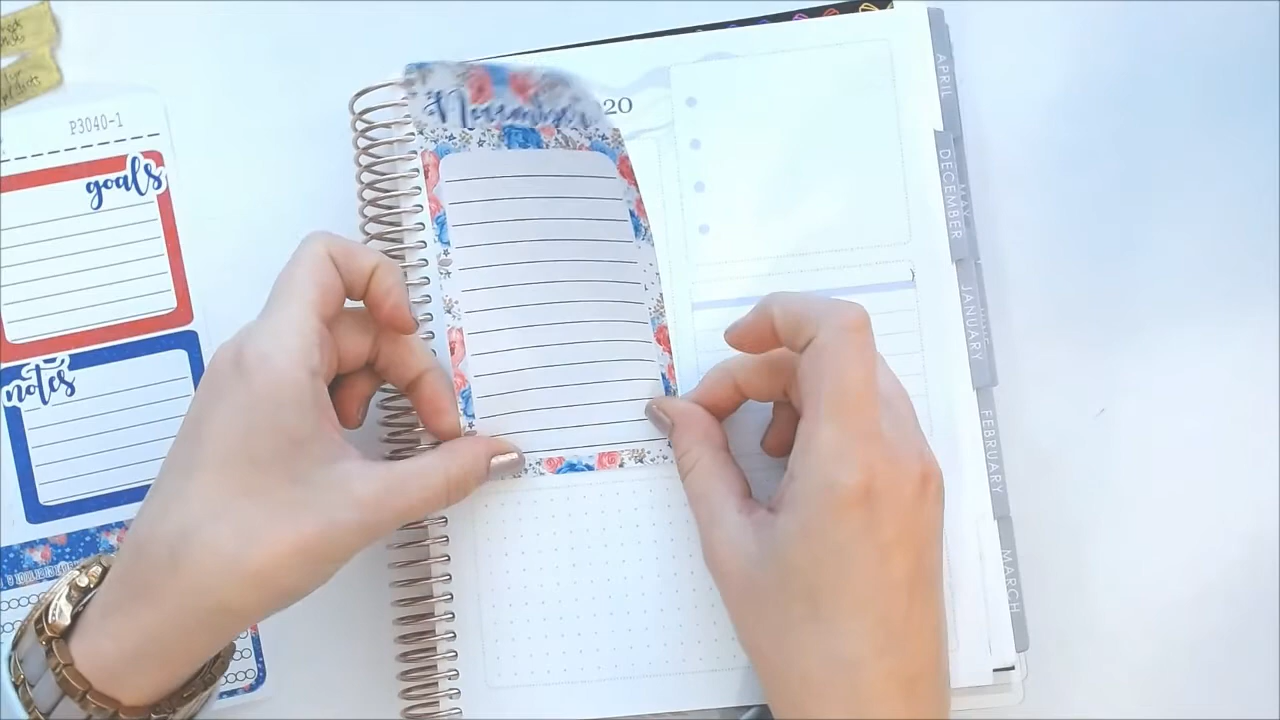 P3040-1
goals
notes
November
20
APRIL
DECEMBER
MAY
JANUARY
FEBRUARY
MARCH